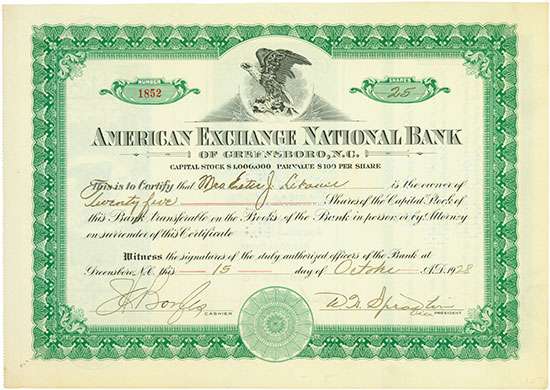 NUMBER
1852
SHARES
25
AMERICAN EXCHANGE NATIONAL BANK
OF GREENSBORO, N.C.
CAPITAL STOCK $1,000,000 PAR VALUE $100 PER SHARE
This is to Certify that Mrs Ester J. is the owner of
Twenty five Shares of the Capital Stock of
this Bank transferable on the Books of the Bank in person or by Attorney
on surrender of this Certificate.
Witness the signatures of the duly authorized officers of the Bank at
Greensboro, N.C. this 15 day of October A.D. 1928
CASHIER
Vice PRESIDENT